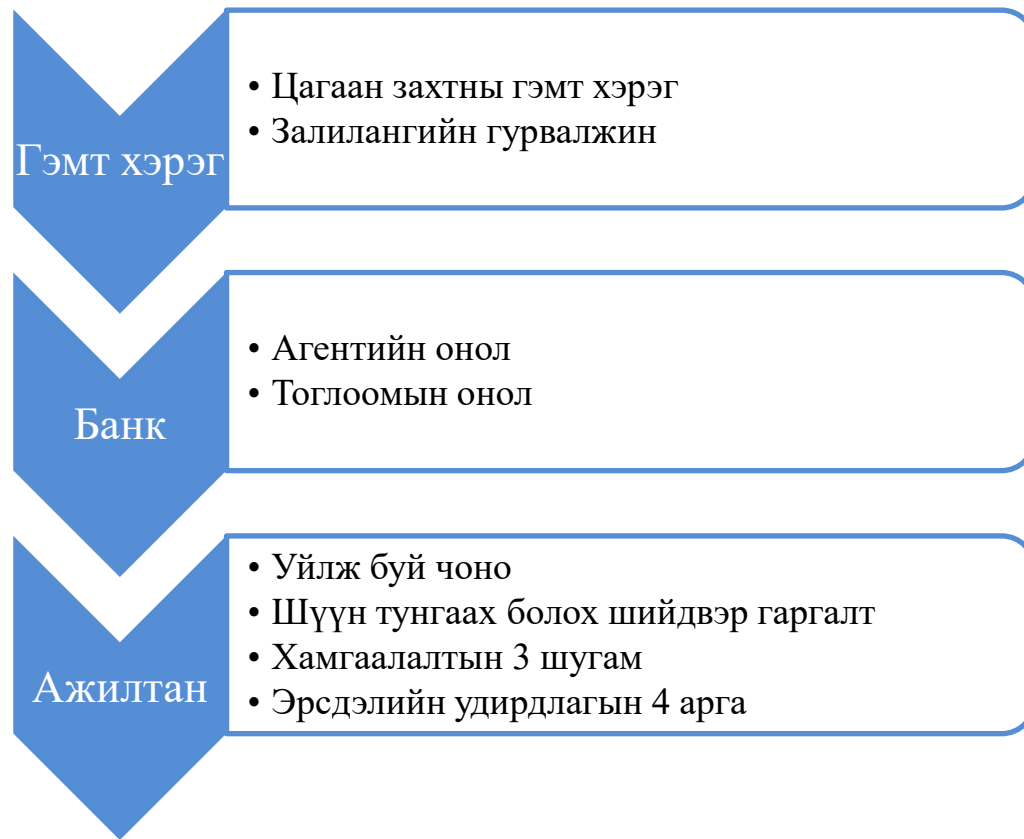 Гэмт хэрэг
• Цагаан захтны гэмт хэрэг
• Залилангийн гурвалжин
Банк
• Агентийн онол
• Тоглоомын онол
Ажилтан
• Уйлж буй чоно
• Шүүн тунгаах болох шийдвэр гаргалт
• Хамгаалалтын 3 шугам
• Эрсдэлийн удирдлагын 4 арга